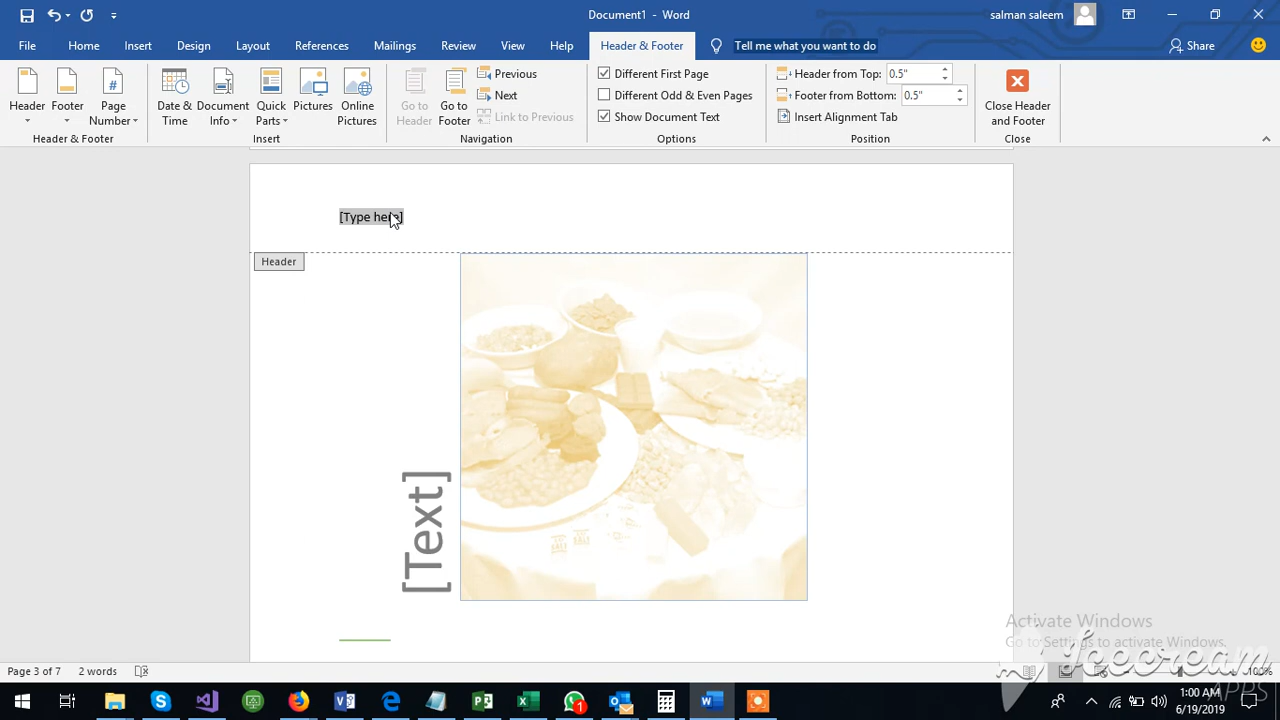 Document1 - Word
salman saleem
File Home Insert Design Layout References Mailings Review View Help Header & Footer Tell me what you want to do Share
Header
Footer
Page Number
Header & Footer
Date & Time
Document Info
Quick Parts
Pictures
Online Pictures
Insert
Go to Header
Go to Footer
Previous
Next
Link to Previous
Navigation
Different First Page
Different Odd & Even Pages
Show Document Text
Options
Header from Top: 0.5"
Footer from Bottom: 0.5"
Insert Alignment Tab
Position
Close Header and Footer
Close
[Type here]
Header
[Text]
Activate Windows
Go to Settings to activate Windows.
icecream
APPS
Page 3 of 7 2 words 100%
1
1:00 AM
6/19/2019